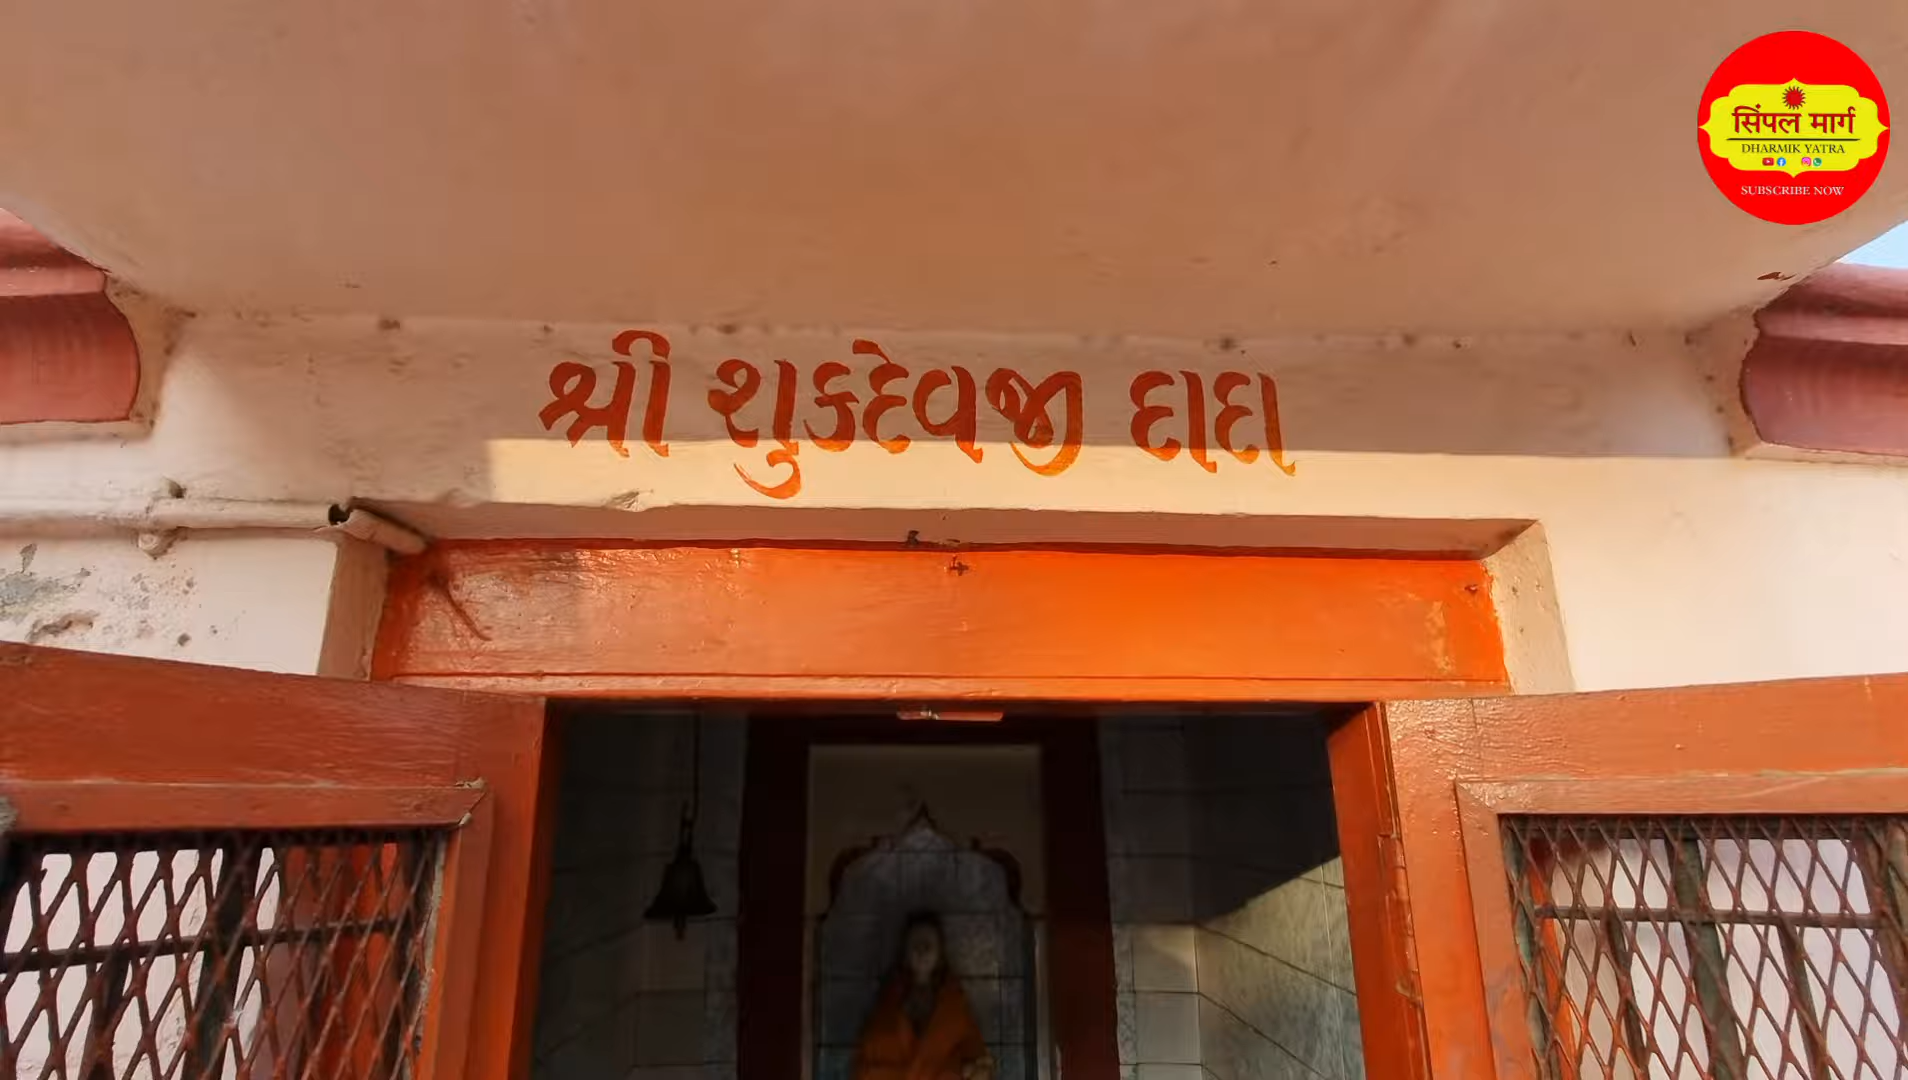 શ્રી શુકદેવજી દાદા
सिंपल मार्ग
DHARMIK YATRA
SUBSCRIBE NOW